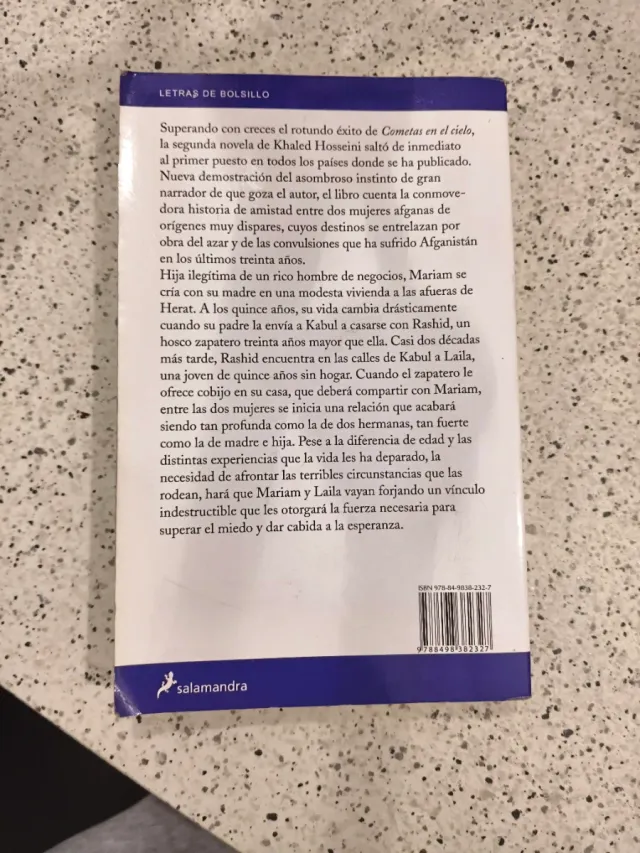 LETRAS DE BOLSILLO
Superando con creces el rotundo éxito de Cometas en el cielo,
la segunda novela de Khaled Hosseini saltó de inmediato
al primer puesto en todos los países donde se ha publicado.
Nueva demostración del asombroso instinto de gran
narrador de que goza el autor, el libro cuenta la conmove-
dora historia de amistad entre dos mujeres afganas de
orígenes muy dispares, cuyos destinos se entrelazan por
obra del azar y de las convulsiones que ha sufrido Afganistán
en los últimos treinta años.
Hija ilegítima de un rico hombre de negocios, Mariam se
cría con su madre en una modesta vivienda a las afueras de
Herat. A los quince años, su vida cambia drásticamente
cuando su padre la envía a Kabul a casarse con Rashid, un
hosco zapatero treinta años mayor que ella. Casi dos décadas
más tarde, Rashid encuentra en las calles de Kabul a Laila,
una joven de quince años sin hogar. Cuando el zapatero le
ofrece cobijo en su casa, que deberá compartir con Mariam,
entre las dos mujeres se inicia una relación que acabará
siendo tan profunda como la de dos hermanas, tan fuerte
como la de madre e hija. Pese a la diferencia de edad y las
distintas experiencias que la vida les ha deparado, la
necesidad de afrontar las terribles circunstancias que las
rodean, hará que Mariam y Laila vayan forjando un vínculo
indestructible que les otorgará la fuerza necesaria para
superar el miedo y dar cabida a la esperanza.
ISBN 978-84-9838-232-7
9788498382327
salamandra